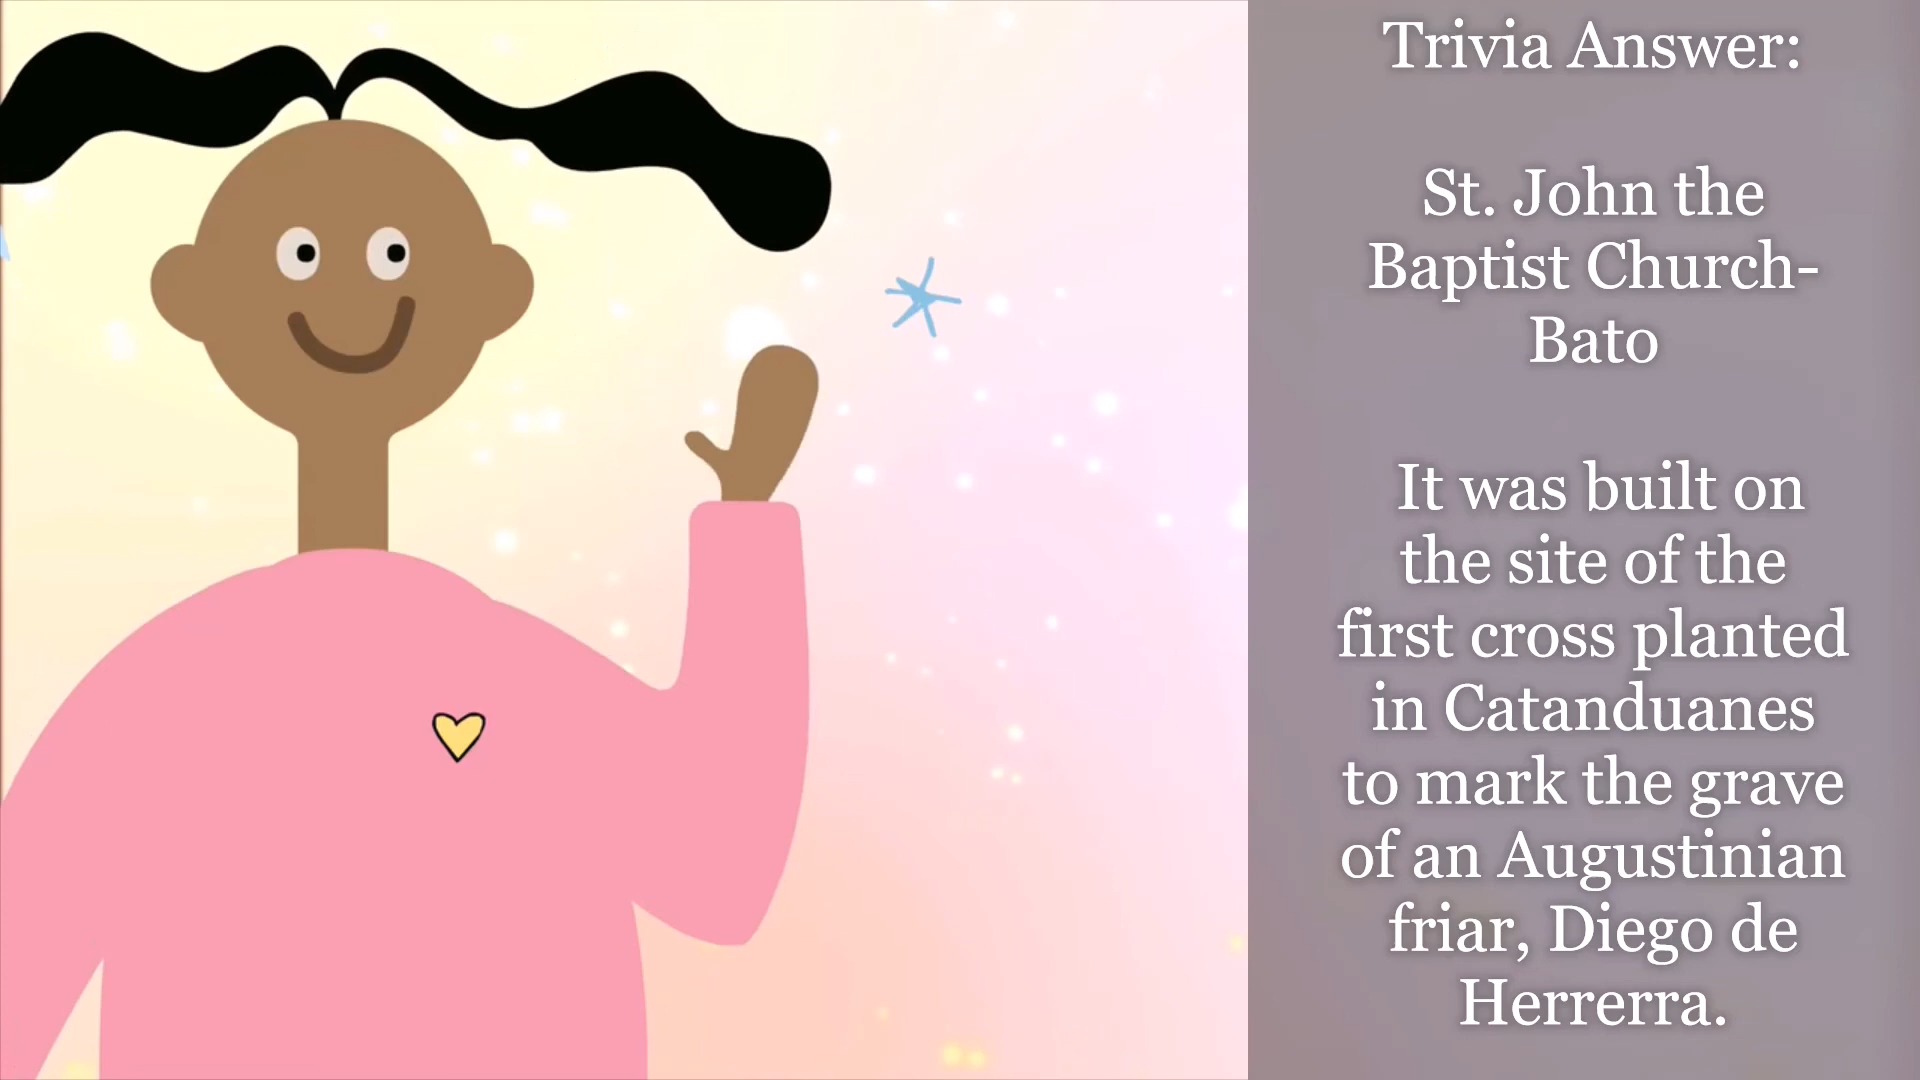 Trivia Answer:
St. John the
Baptist Church-
Bato
It was built on
the site of the
first cross planted
in Catanduanes
to mark the grave
of an Augustinian
friar, Diego de
Herrerra.